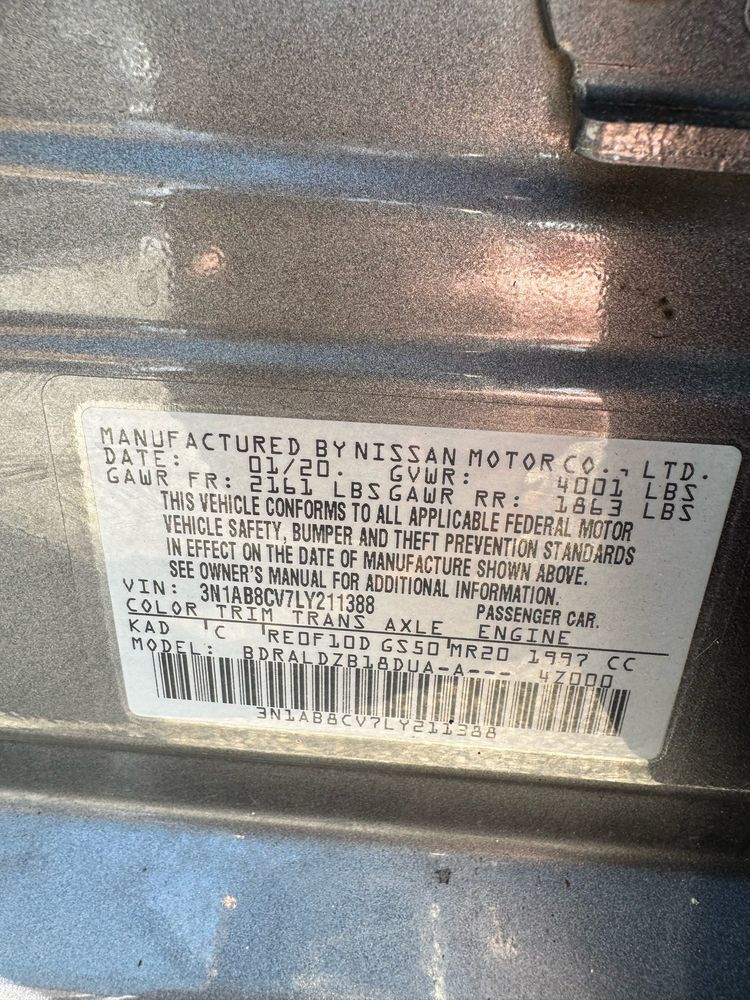 MANUFACTURED BY NISSAN MOTOR CO., LTD.
DATE: 01/20. GVWR: 4001 LBS
GAWR FR: 2161 LBS GAWR RR: 1863 LBS
THIS VEHICLE CONFORMS TO ALL APPLICABLE FEDERAL MOTOR
VEHICLE SAFETY, BUMPER AND THEFT PREVENTION STANDARDS
IN EFFECT ON THE DATE OF MANUFACTURE SHOWN ABOVE.
SEE OWNER'S MANUAL FOR ADDITIONAL INFORMATION.
VIN: 3N1AB8CV7LY211388 PASSENGER CAR.
COLOR TRIM TRANS AXLE ENGINE
KAD C RE0F10D GS50 MR20 1997 CC
MODEL: BDRALDZB18DUA-A--- 47000
3N1AB8CV7LY211388